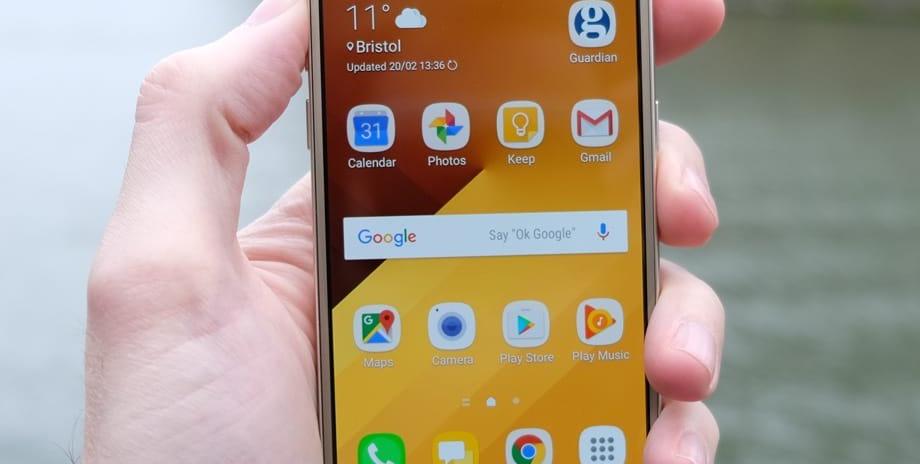 11°
Bristol
Updated 20/02 13:36
g
Guardian
31
Calendar
Photos
Keep
Gmail
Google
Say "Ok Google"
G
Maps
Camera
Play Store
Play Music